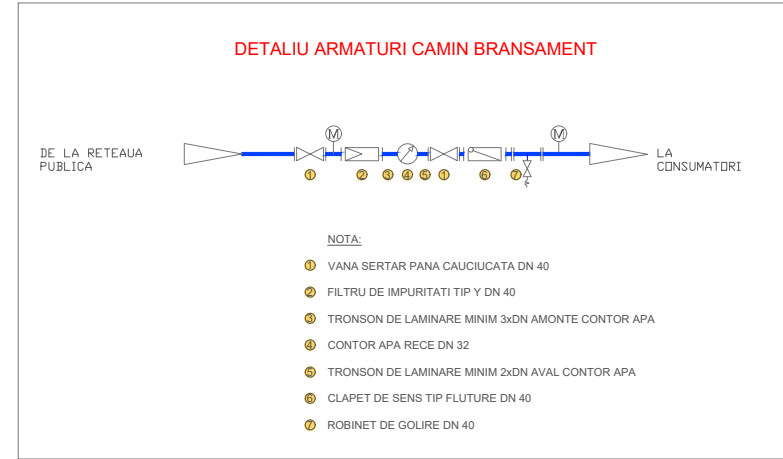 DETALIU ARMATURI CAMIN BRANSAMENT
M
M
DE LA RETEAUA
PUBLICA
LA
CONSUMATORI
1 2 3 4 5 1 6 7
NOTA:
1 VANA SERTAR PANA CAUCIUCATA DN 40
2 FILTRU DE IMPURITATI TIP Y DN 40
3 TRONSON DE LAMINARE MINIM 3xDN AMONTE CONTOR APA
4 CONTOR APA RECE DN 32
5 TRONSON DE LAMINARE MINIM 2xDN AVAL CONTOR APA
6 CLAPET DE SENS TIP FLUTURE DN 40
7 ROBINET DE GOLIRE DN 40